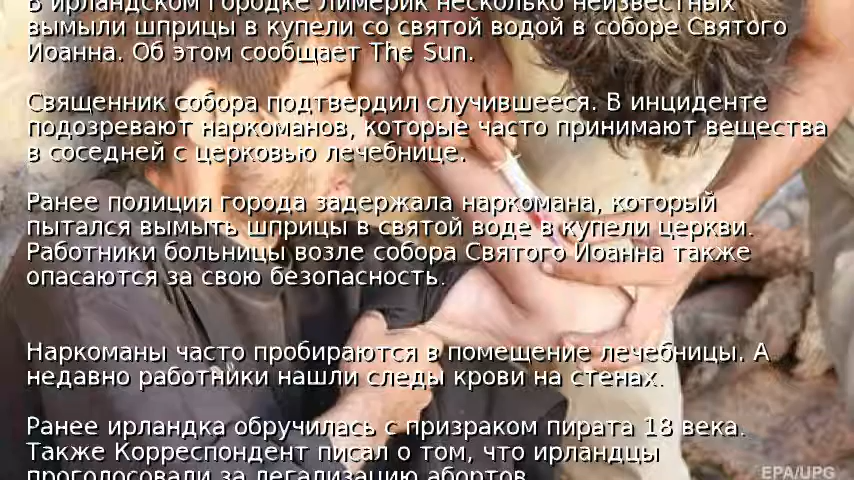 В ирландском городке Лимерик несколько неизвестных
вымыли шприцы в купели со святой водой в соборе Святого
Иоанна. Об этом сообщает The Sun.
Священник собора подтвердил случившееся. В инциденте
подозревают наркоманов, которые часто принимают вещества
в соседней с церковью лечебнице.
Ранее полиция города задержала наркомана, который
пытался вымыть шприцы в святой воде в купели церкви.
Работники больницы возле собора Святого Иоанна также
опасаются за свою безопасность.
Наркоманы часто пробираются в помещение лечебницы. А
недавно работники нашли следы крови на стенах.
Ранее ирландка обручилась с призраком пирата 18 века.
Также Корреспондент писал о том, что ирландцы
проголосовали за легализацию абортов.
EPA/UPG